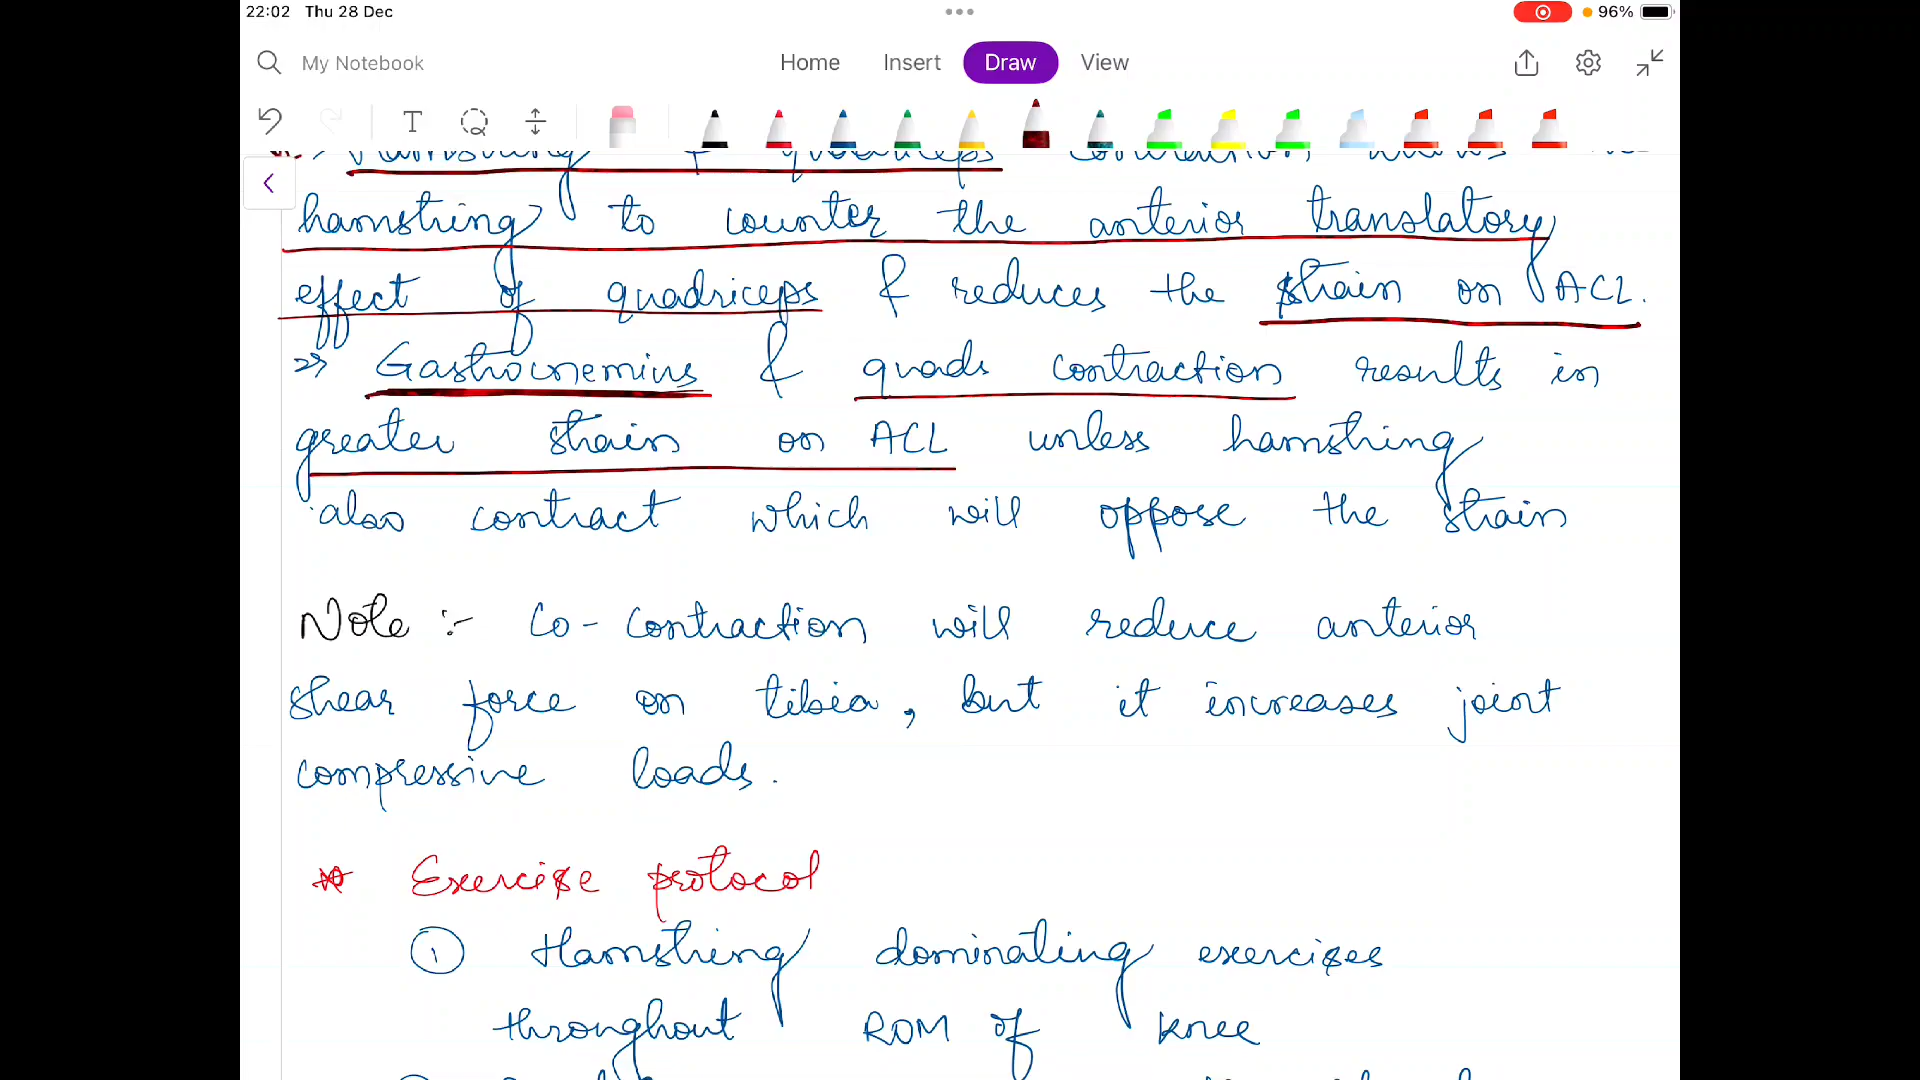 22:02 Thu 28 Dec
96%
My Notebook
Home Insert Draw View
T
Hamstring & quadriceps
hamstring to counter the anterior translatory
effect of quadriceps & reduces the strain on ACL.
2> Gastrocnemius & quads contraction results in
greater strain on ACL unless hamstring
also contract which will oppose the strain
Note :- Co-contraction will reduce anterior
shear force on tibia, but it increases joint
compressive loads.
* Exercise protocol
1 Hamstring dominating exercises
throughout ROM of knee